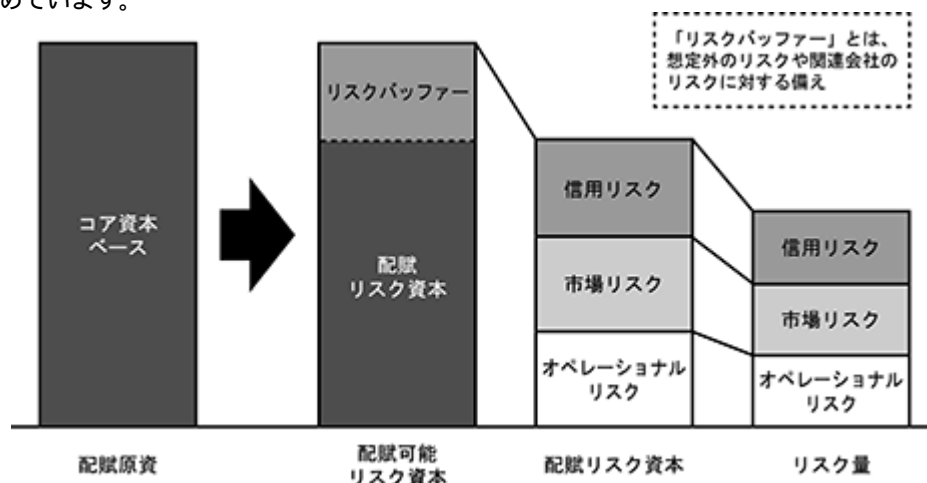 めています。
「リスクバッファー」とは、
想定外のリスクや関連会社の
リスクに対する備え
リスクバッファー
コア資本
ベース
配賦
リスク資本
信用リスク
市場リスク
オペレーショナル
リスク
信用リスク
市場リスク
オペレーショナル
リスク
配賦原資
配賦可能
リスク資本
配賦リスク資本
リスク量